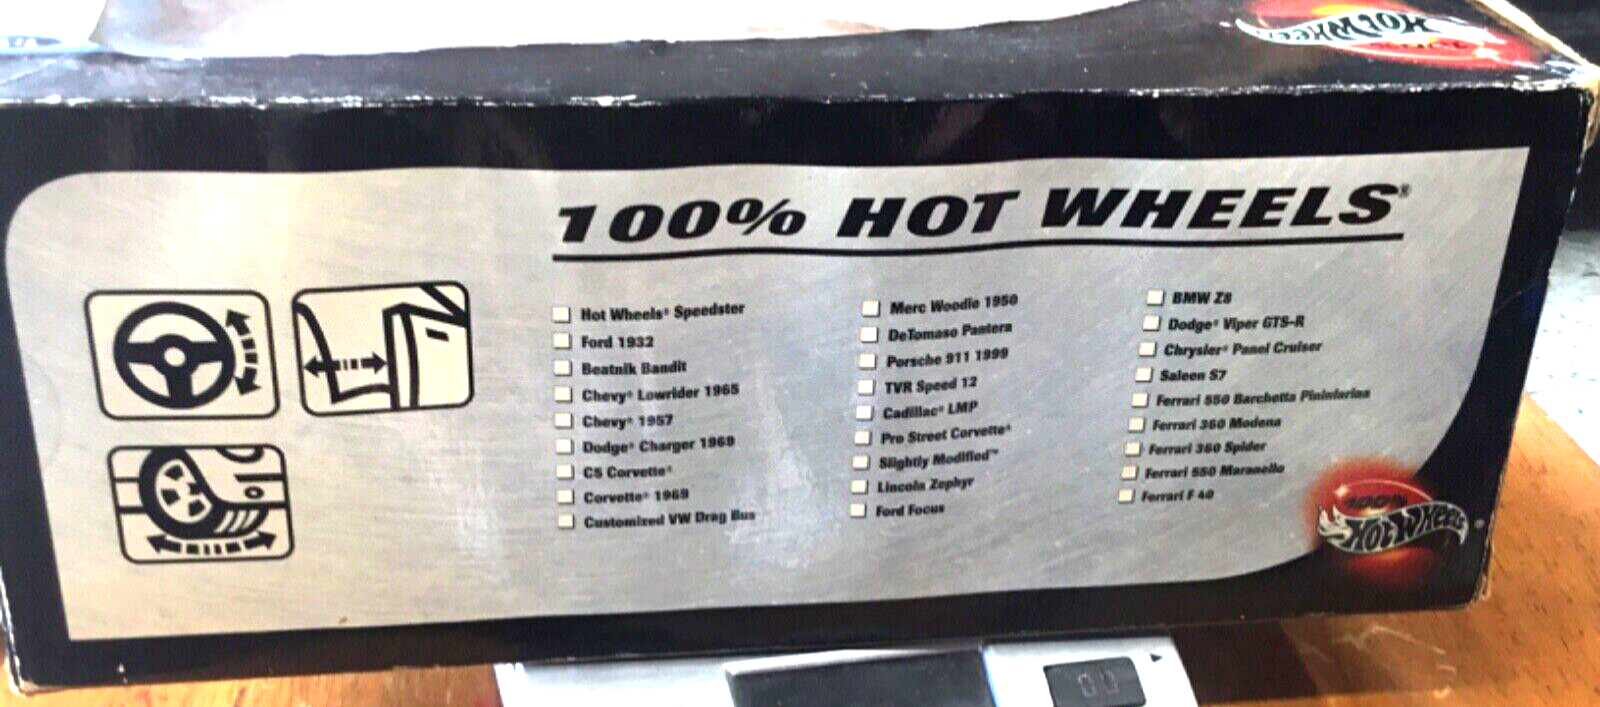 HOT WHEELS
100% HOT WHEELS®
Hot Wheels® Speedster
Ford 1932
Beatnik Bandit
Chevy® Lowrider 1965
Chevy® 1957
Dodge® Charger 1969
C5 Corvette®
Corvette® 1969
Customized VW Drag Bus
Merc Woodie 1950
DeTomaso Pantera
Porsche 911 1999
TVR Speed 12
Cadillac® LMP
Pro Street Corvette®
Slightly Modified™
Lincoln Zephyr
Ford Focus
BMW Z8
Dodge® Viper GTS-R
Chrysler® Panel Cruiser
Saleen S7
Ferrari 550 Barchetta Pininfarina
Ferrari 360 Modena
Ferrari 360 Spider
Ferrari 550 Maranello
Ferrari F 40
100%
HOT WHEELS